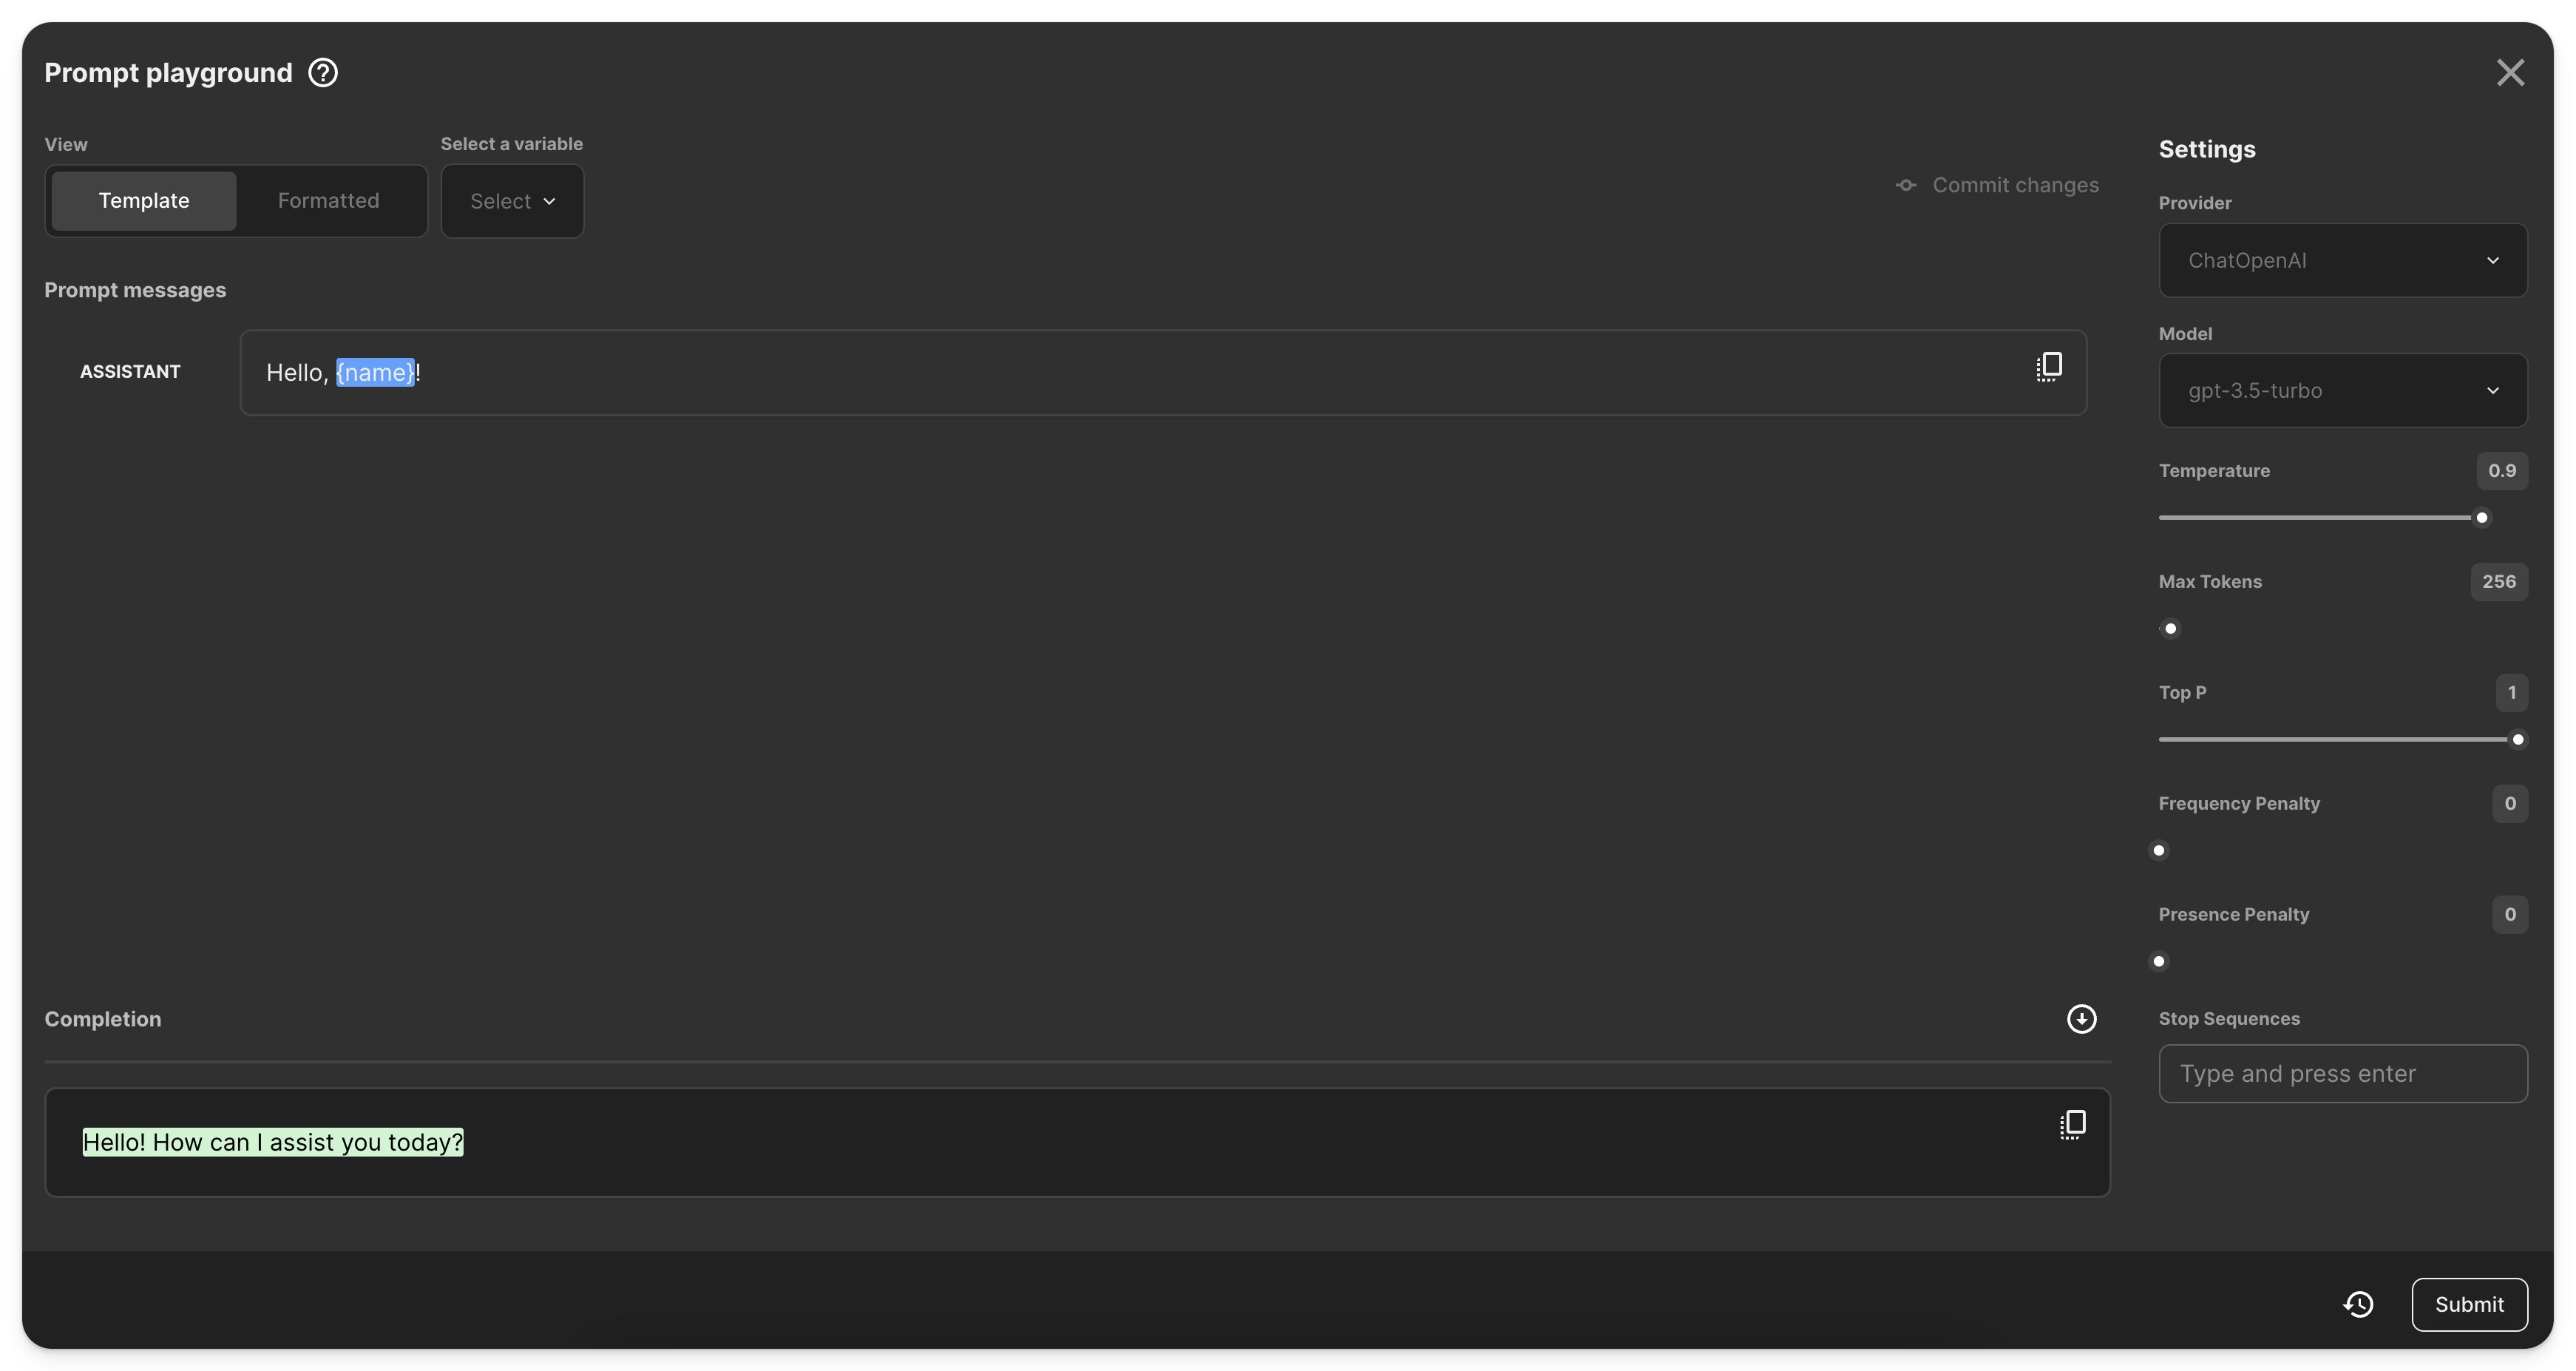 Prompt playground
View
Select a variable
Template
Formatted
Select
Commit changes
Prompt messages
ASSISTANT
Hello, {name}!
Completion
Hello! How can I assist you today?
Settings
Provider
ChatOpenAI
Model
gpt-3.5-turbo
Temperature
0.9
Max Tokens
256
Top P
1
Frequency Penalty
0
Presence Penalty
0
Stop Sequences
Type and press enter
Submit